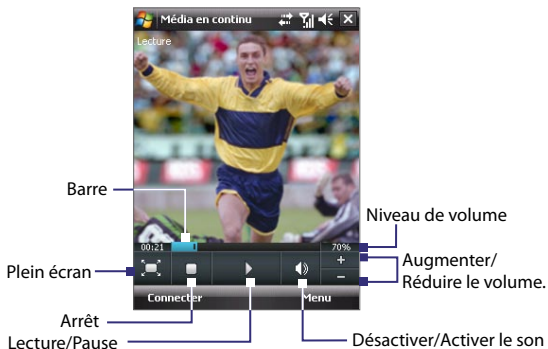 Média en continu
Lecture
Barre
00:21
70%
Niveau de volume
Augmenter/
Réduire le volume.
Plein écran
Connecter
Menu
Arrêt
Lecture/Pause
Désactiver/Activer le son